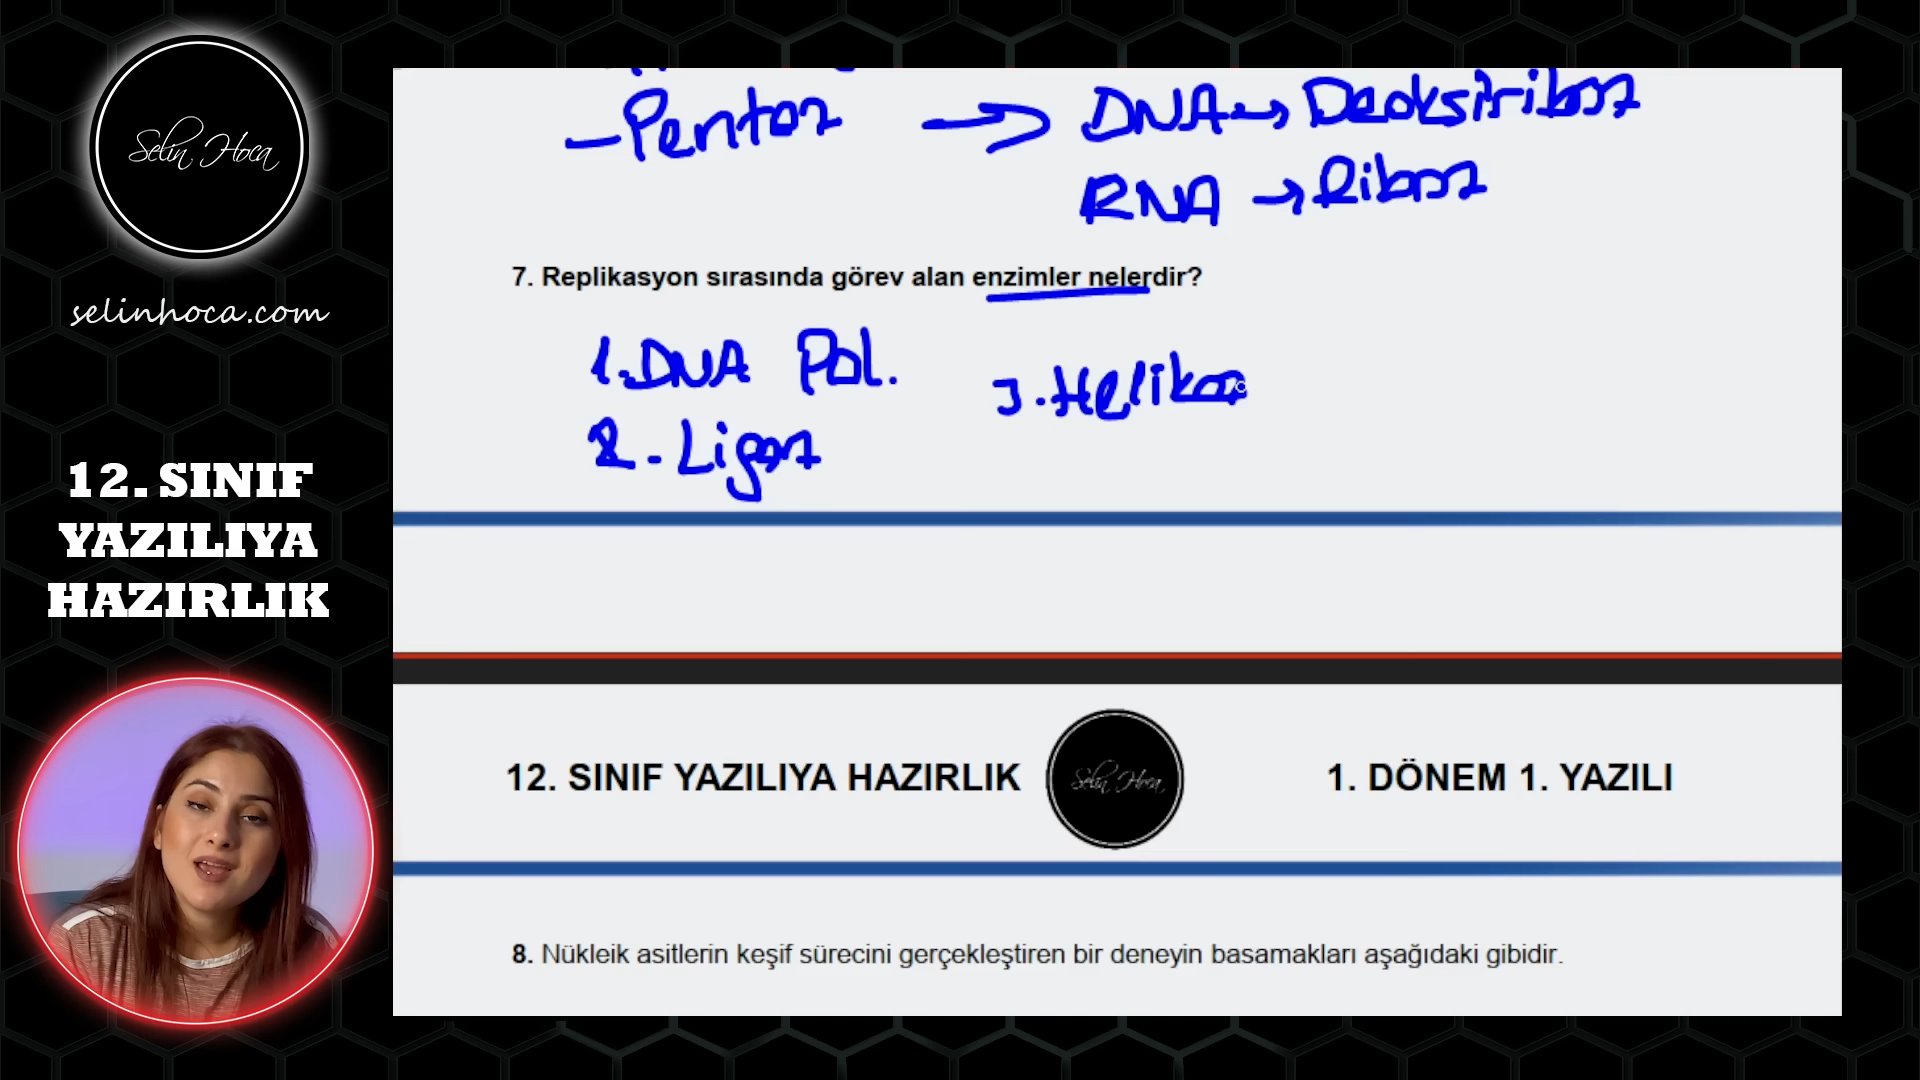 Selin Hoca
selinhoca.com
12. SINIF
YAZILIYA
HAZIRLIK
-Pentoz → DNA→ Deoksiriboz
RNA → Riboz
7. Replikasyon sırasında görev alan enzimler nelerdir?
1.DNA Pol.
2-Ligaz
3.Helikaz
12. SINIF YAZILIYA HAZIRLIK
Selin Hoca
1. DÖNEM 1. YAZILI
8. Nükleik asitlerin keşif sürecini gerçekleştiren bir deneyin basamakları aşağıdaki gibidir.